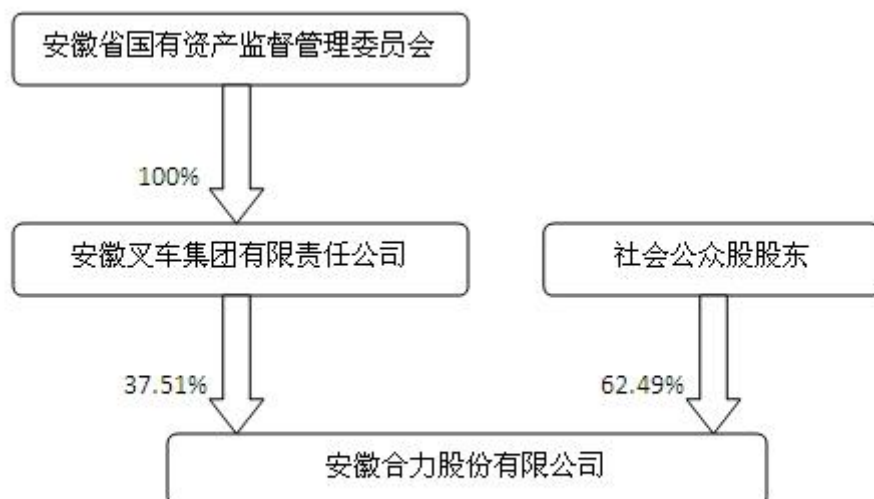 安徽省国有资产监督管理委员会
100%
安徽叉车集团有限责任公司
社会公众股股东
37.51%
62.49%
安徽合力股份有限公司